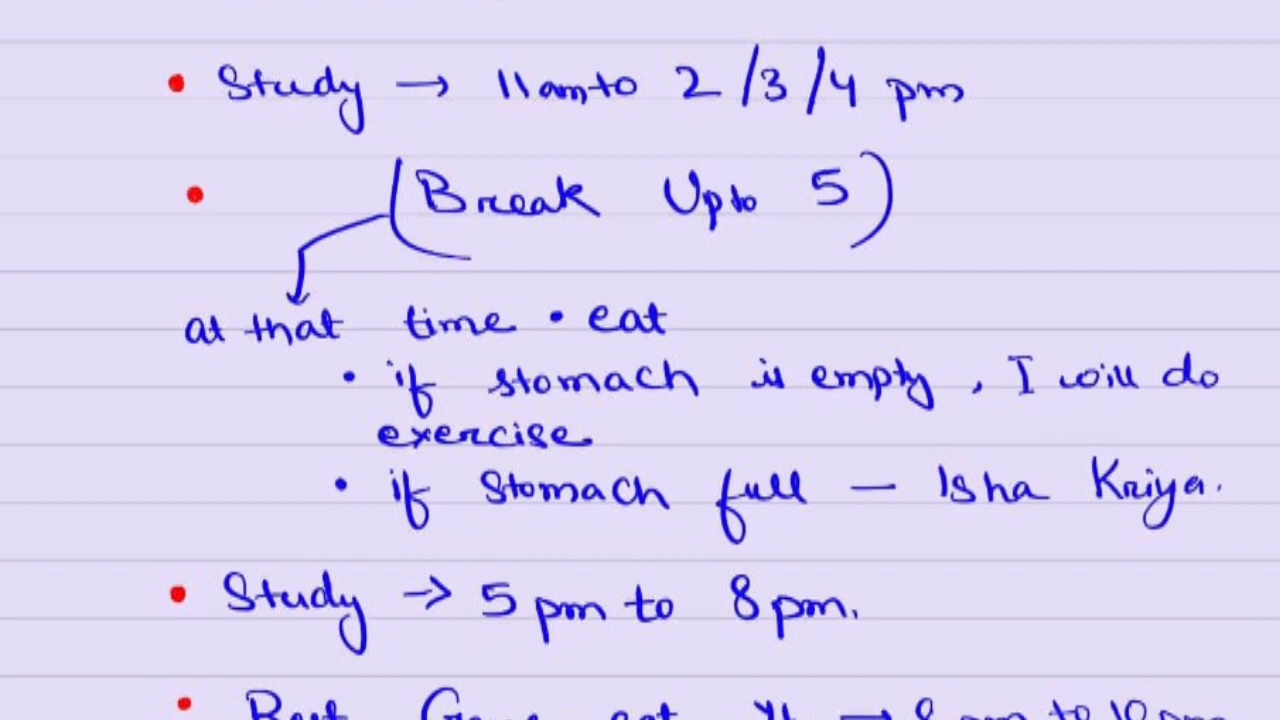 • Study → 11am to 2/3/4 pm
• (Break Upto 5)
at that time • eat
• if stomach is empty, I will do
exercise
• if stomach full – Isha Kriya.
• Study → 5 pm to 8 pm.